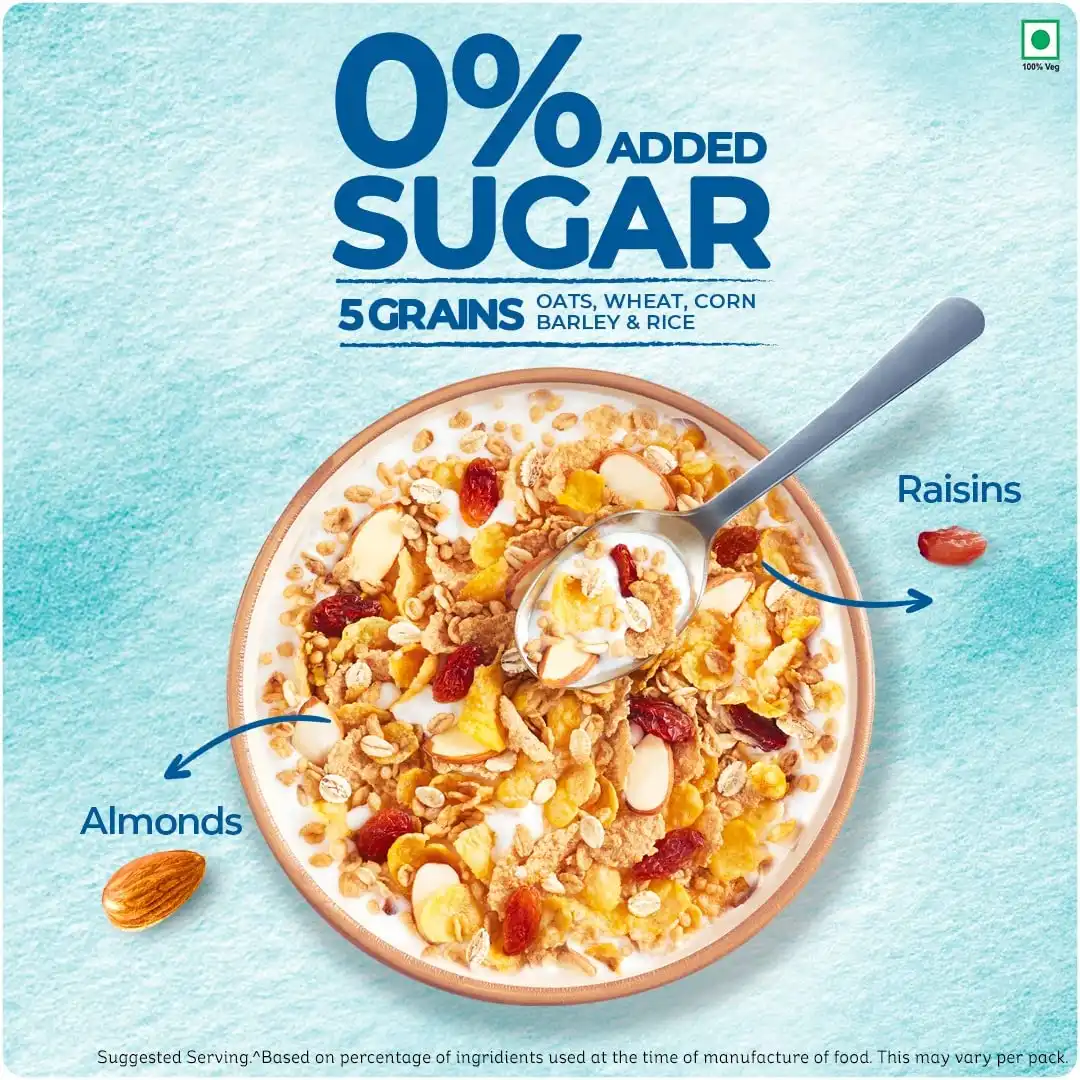 100% Veg
0% ADDED
SUGAR
5 GRAINS OATS, WHEAT, CORN
BARLEY & RICE
Raisins
Almonds
Suggested Serving.^Based on percentage of ingridients used at the time of manufacture of food. This may vary per pack.